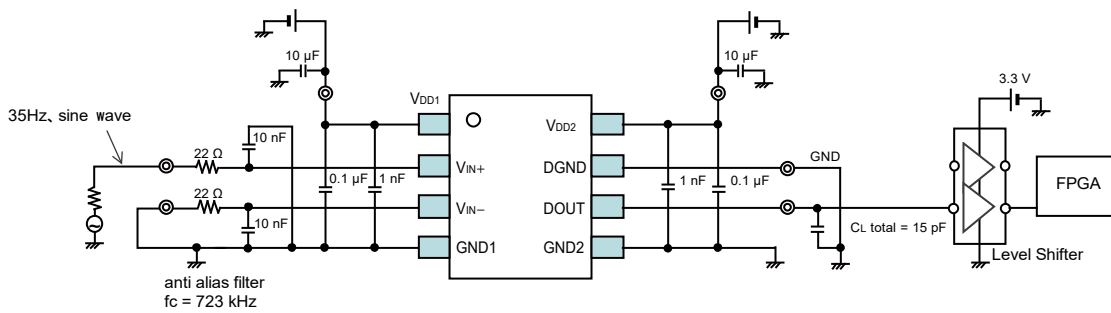 10 µF
10 µF
3.3 V
35Hz、sine wave
VDD1
VDD2
10 nF
22 Ω
VIN+
DGND
GND
22 Ω
0.1 µF
1 nF
1 nF
0.1 µF
FPGA
VIN−
DOUT
10 nF
CL total = 15 pF
GND1
GND2
Level Shifter
anti alias filter
fc = 723 kHz